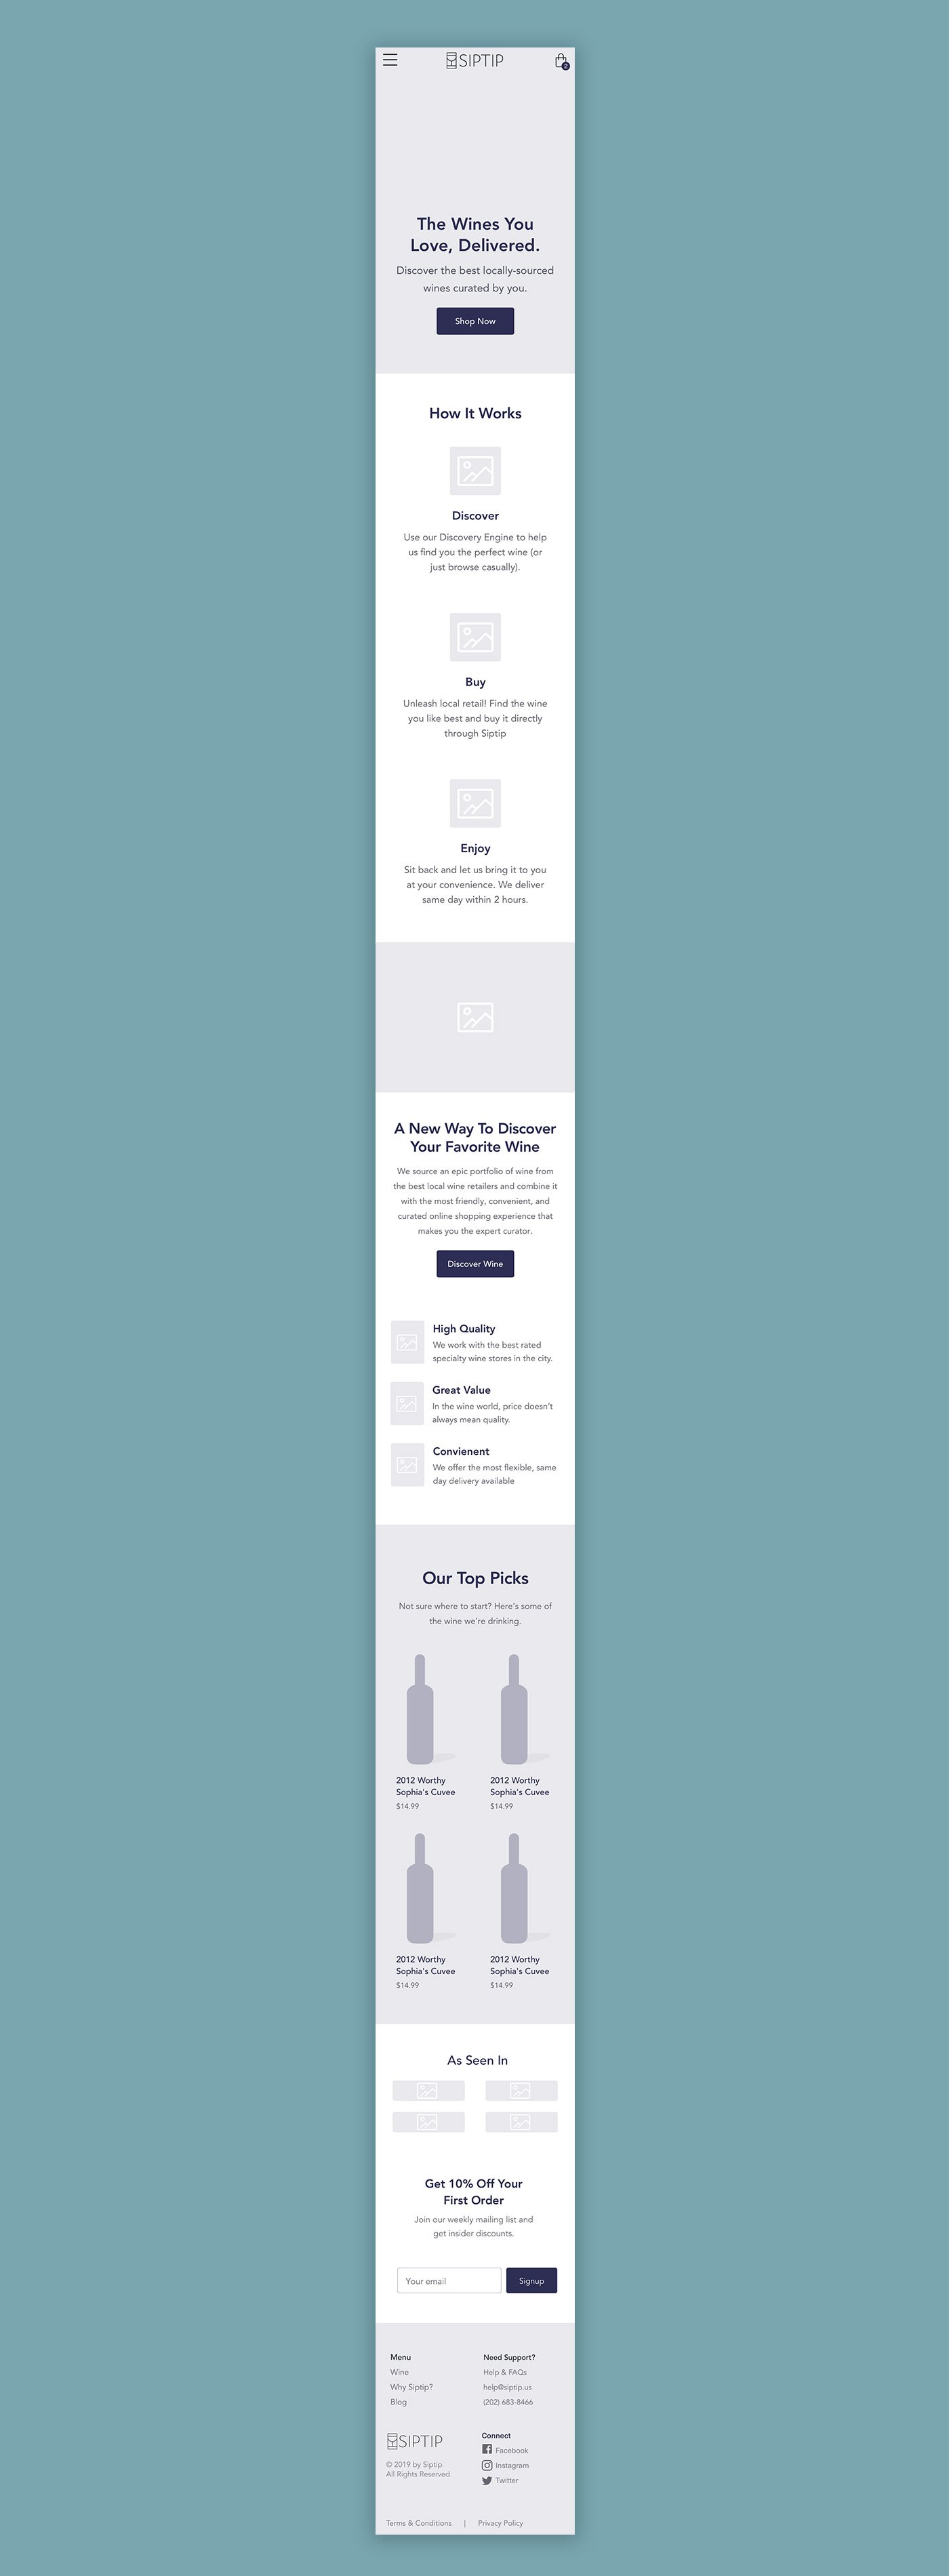 SIPTIP
2
The Wines You
Love, Delivered.
Discover the best locally-sourced
wines curated by you.
Shop Now
How It Works
Discover
Use our Discovery Engine to help
us find you the perfect wine (or
just browse casually).
Buy
Unleash local retail! Find the wine
you like best and buy it directly
through Siptip
Enjoy
Sit back and let us bring it to you
at your convenience. We deliver
same day within 2 hours.
A New Way To Discover
Your Favorite Wine
We source an epic portfolio of wine from
the best local wine retailers and combine it
with the most friendly, convenient, and
curated online shopping experience that
makes you the expert curator.
Discover Wine
High Quality
We work with the best rated
specialty wine stores in the city.
Great Value
In the wine world, price doesn't
always mean quality.
Convienent
We offer the most flexible, same
day delivery available
Our Top Picks
Not sure where to start? Here's some of
the wine we're drinking.
2012 Worthy
Sophia's Cuvee
$14.99
2012 Worthy
Sophia's Cuvee
$14.99
2012 Worthy
Sophia's Cuvee
$14.99
2012 Worthy
Sophia's Cuvee
$14.99
As Seen In
Get 10% Off Your
First Order
Join our weekly mailing list and
get insider discounts.
Your email
Signup
Menu
Wine
Why Siptip?
Blog
Need Support?
Help & FAQs
help@siptip.us
(202) 683-8466
SIPTIP
© 2019 by Siptip
All Rights Reserved.
Connect
Facebook
Instagram
Twitter
Terms & Conditions | Privacy Policy